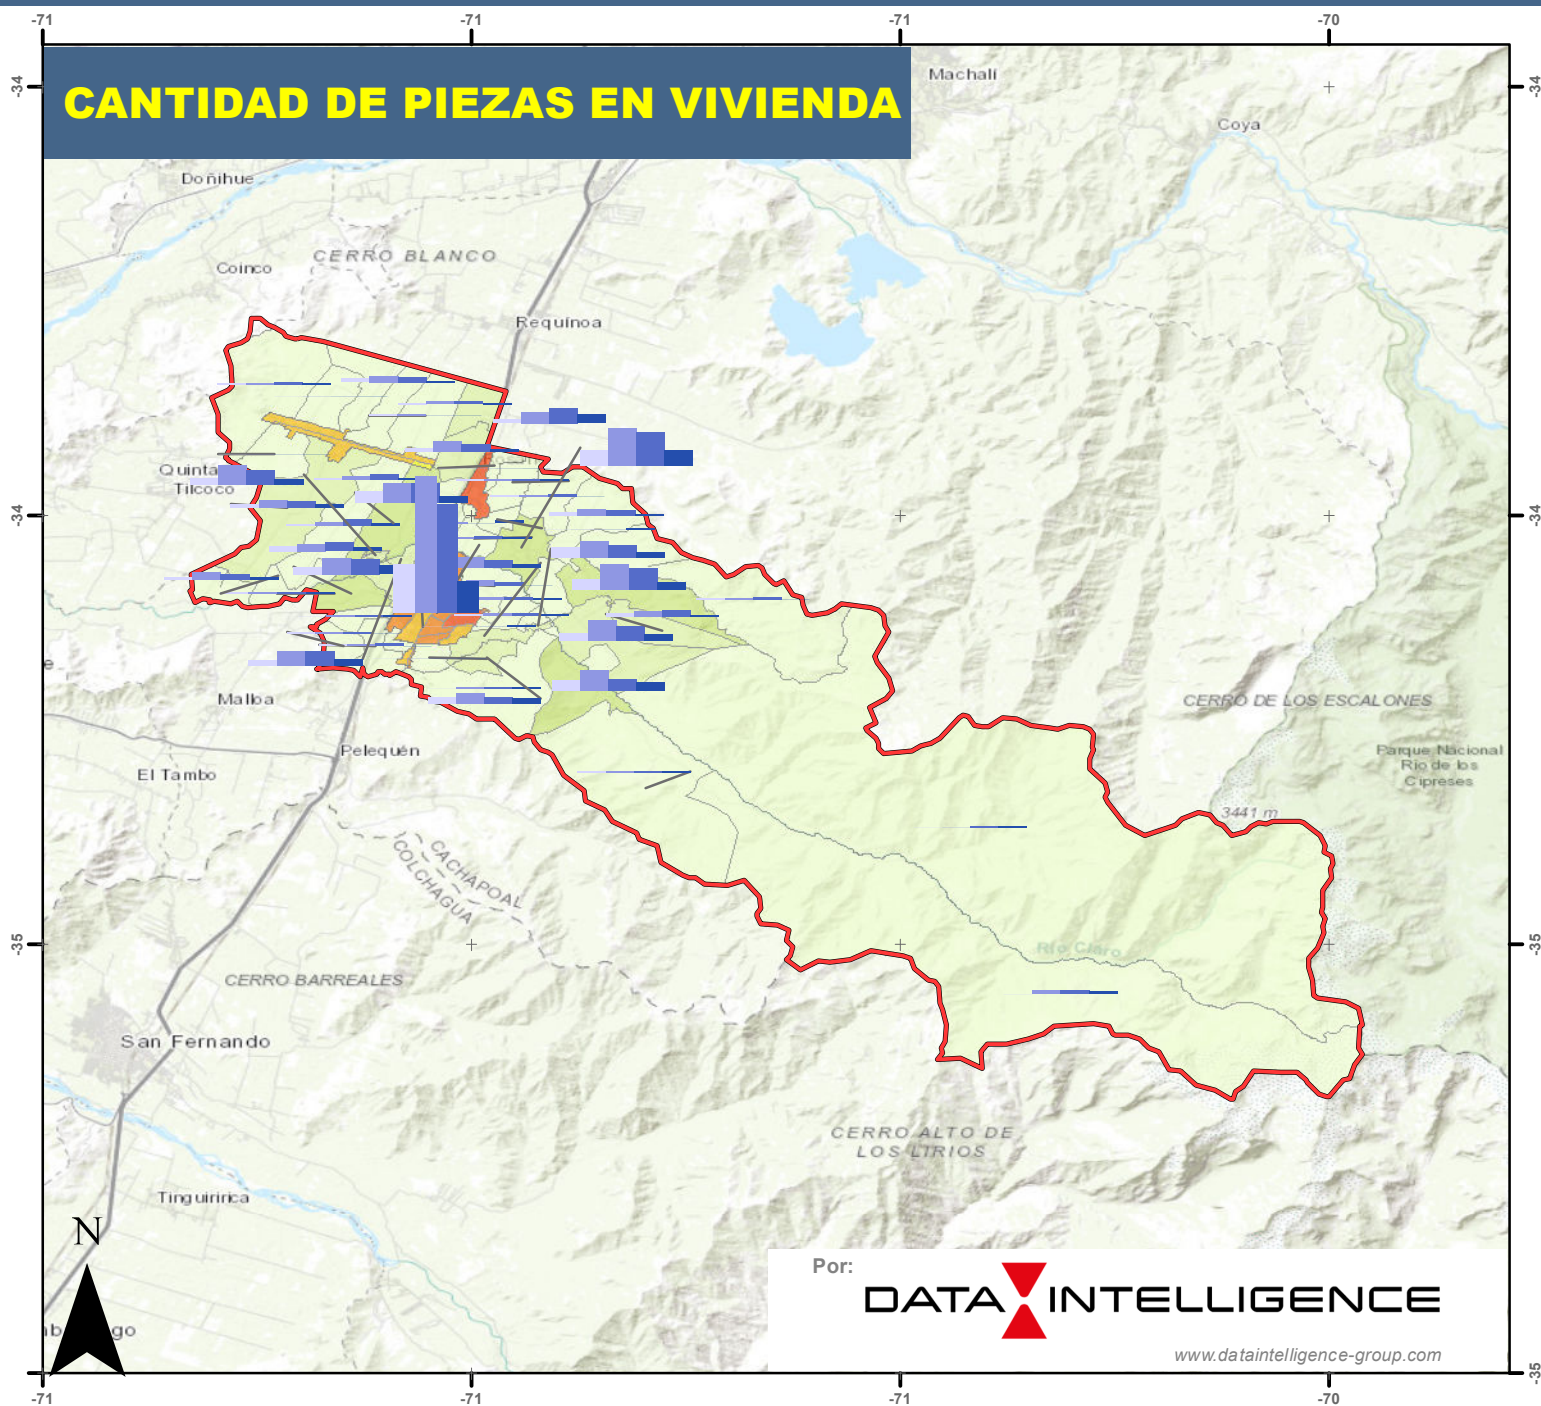 -71 -71 -71 -70
-34
-34
CANTIDAD DE PIEZAS EN VIVIENDA
Machalí
Coya
Doñihue
CERRO BLANCO
Coinco
Requínoa
Quinta
Tilcoco
-34
-34
Malloa
CERRO DE LOS ESCALONES
Pelequén
Parque Nacional
Río de los
Cipreses
El Tambo
3441 m
CACHAPOAL
COLCHAGUA
-35
-35
Río Claro
CERRO BARREALES
San Fernando
CERRO ALTO DE
LOS LIRIOS
Tinguiririca
N
Por:
DATA INTELLIGENCE
www.dataintelligence-group.com
-35
-71 -71 -71 -70